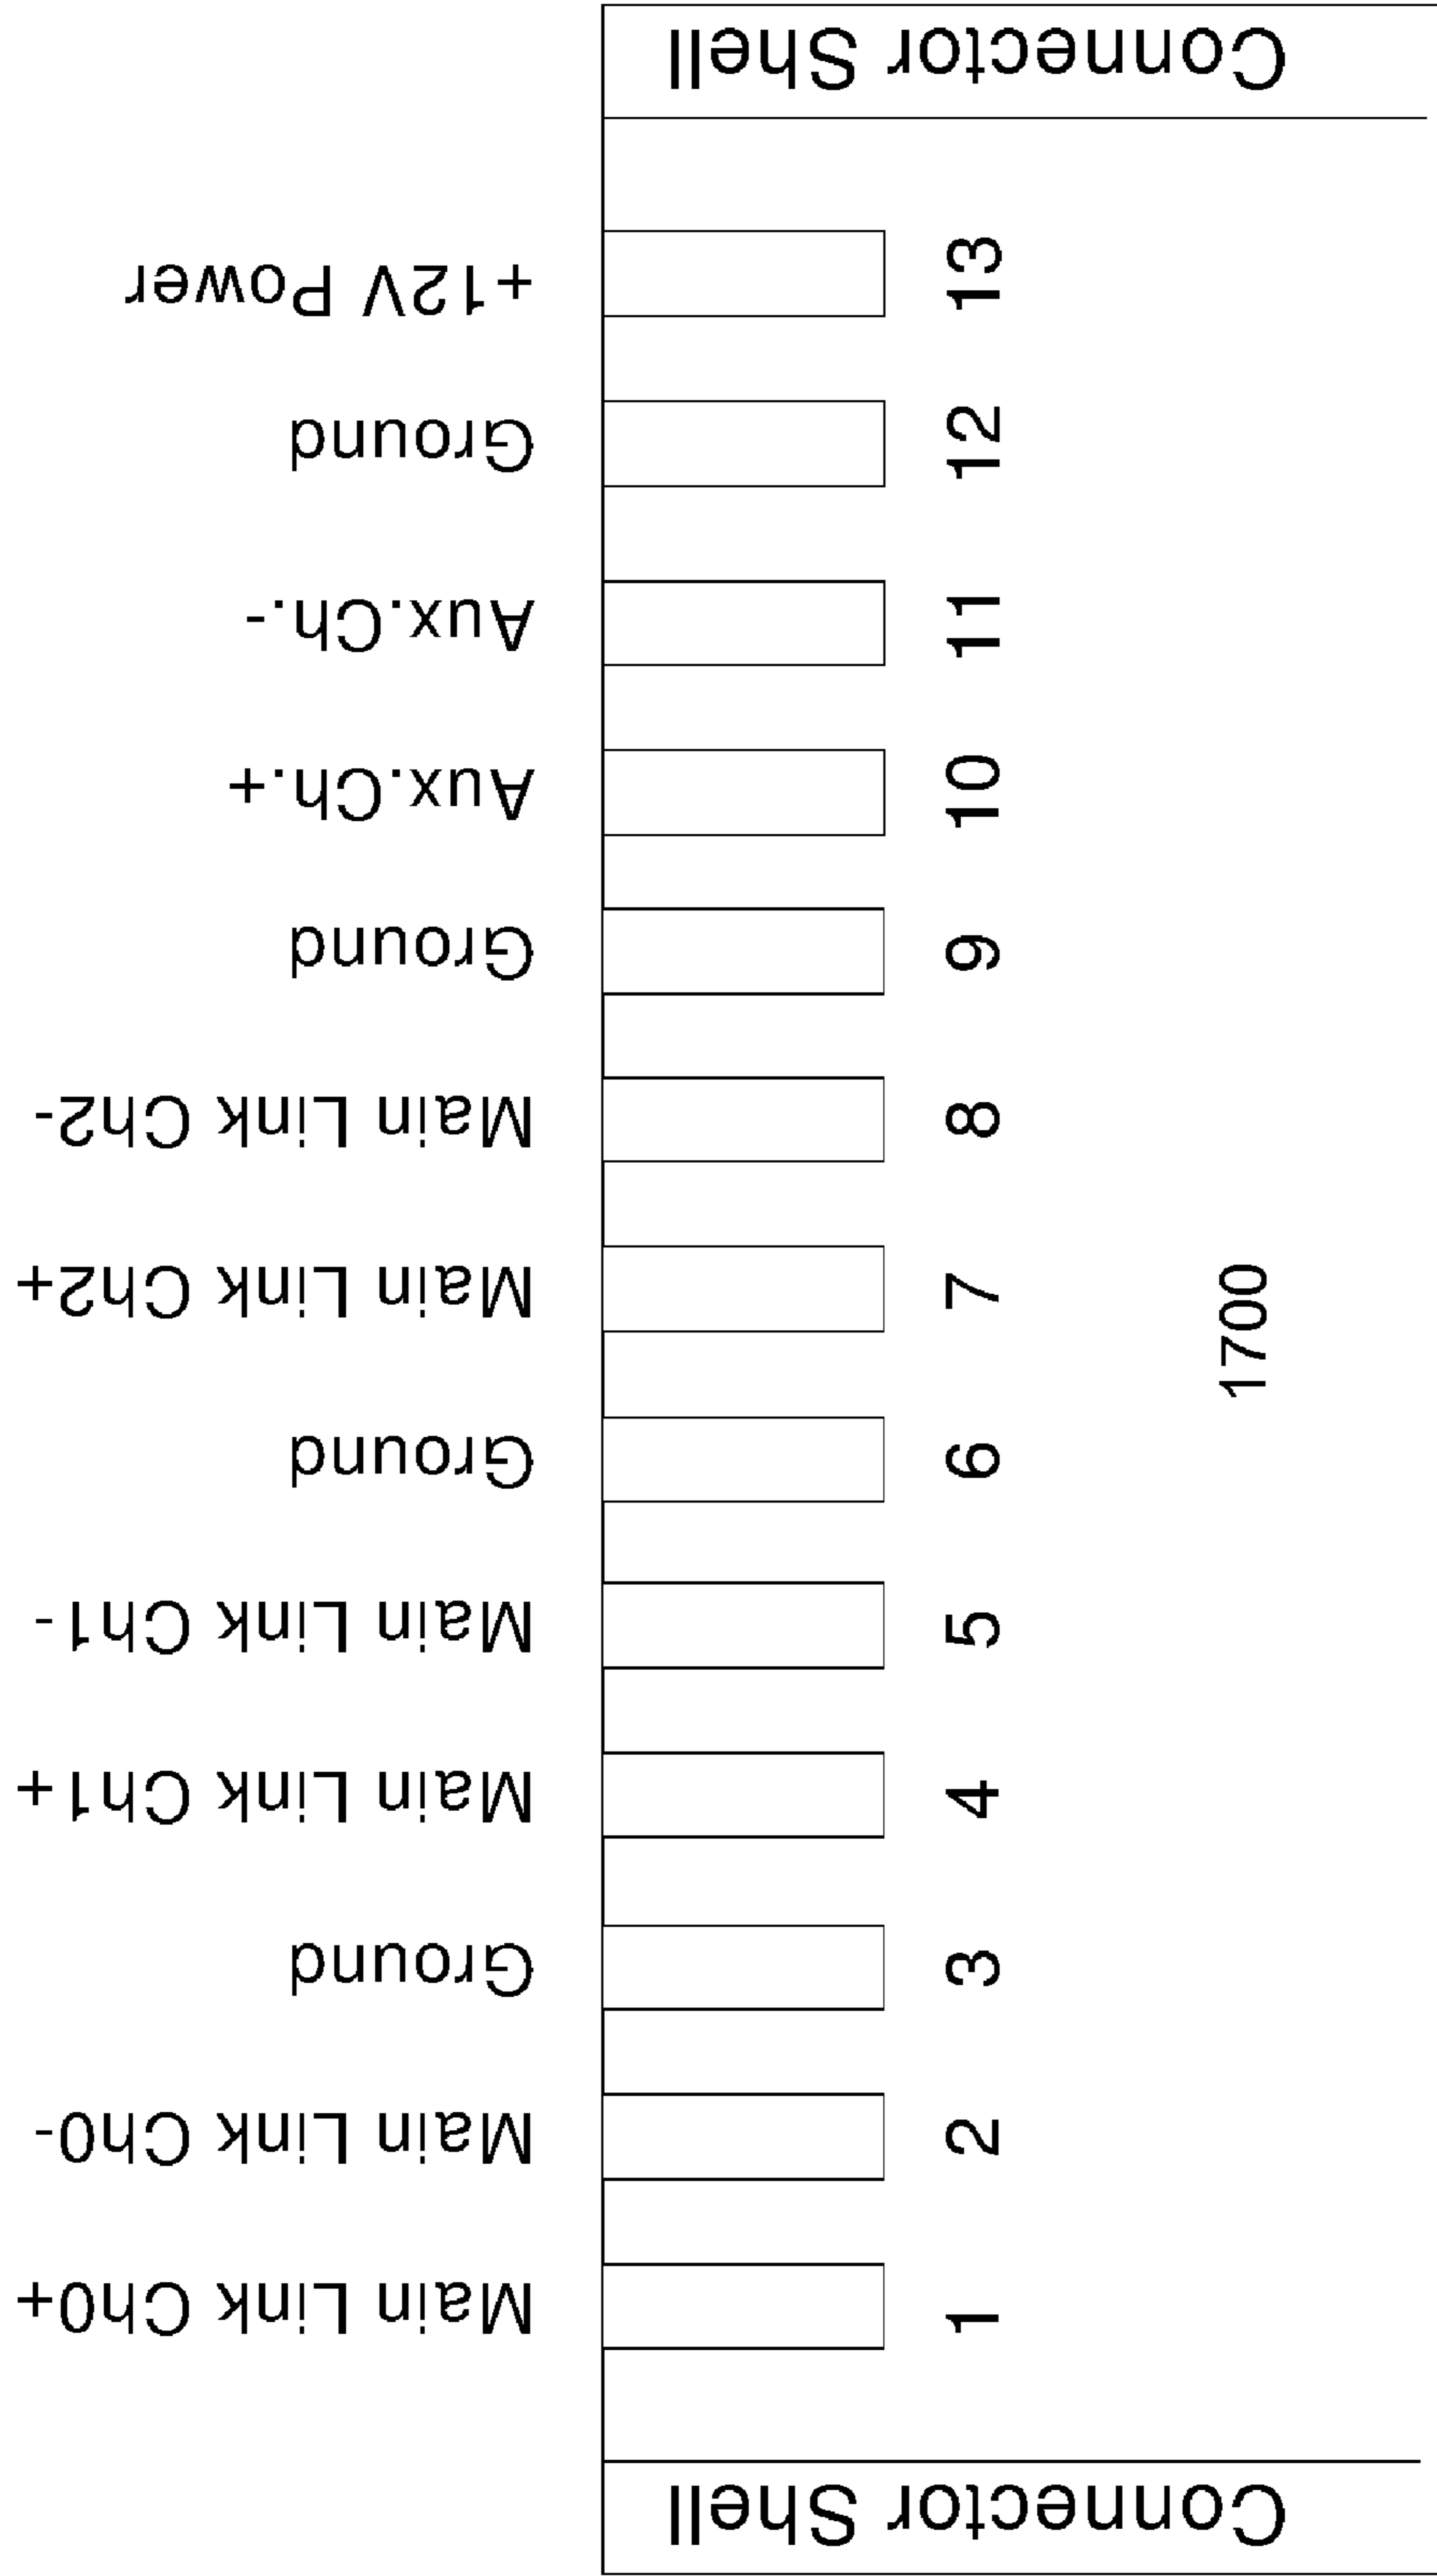 Connector Shell
+12V Power
13
Ground
12
Aux.Ch.-
11
Aux.Ch.+
10
Ground
9
Main Link Ch2-
8
Main Link Ch2+
7
Ground
6
Main Link Ch1-
5
Main Link Ch1+
4
Ground
3
Main Link Ch0-
2
Main Link Ch0+
1
Connector Shell
1700